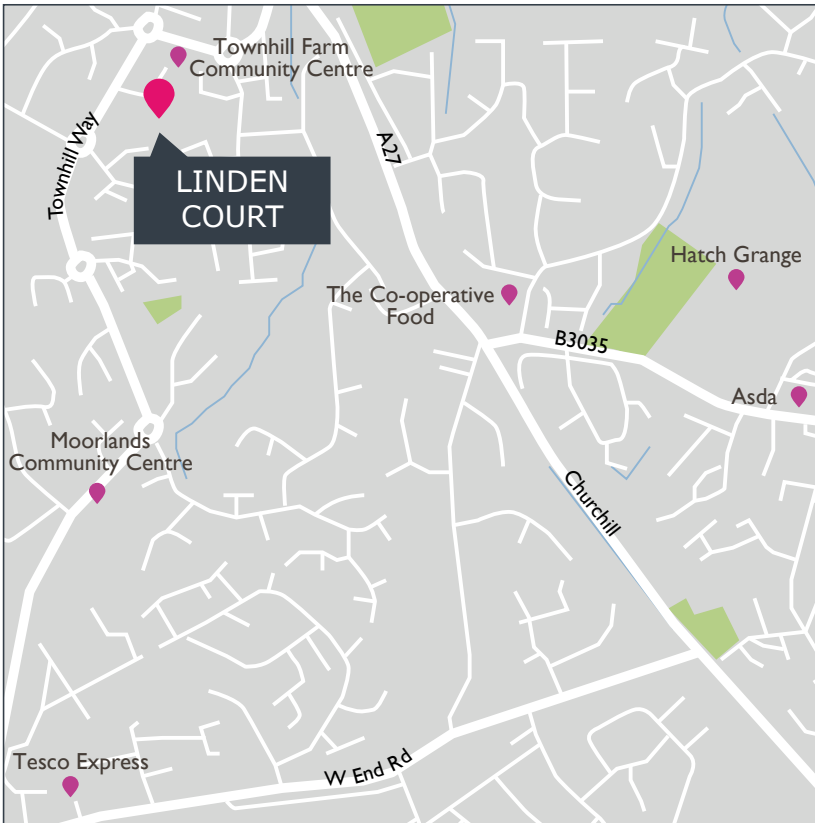 Townhill Farm
Community Centre
A27
Townhill Way
LINDEN
COURT
Hatch Grange
The Co-operative
Food
B3035
Asda
Moorlands
Community Centre
Churchill
W End Rd
Tesco Express